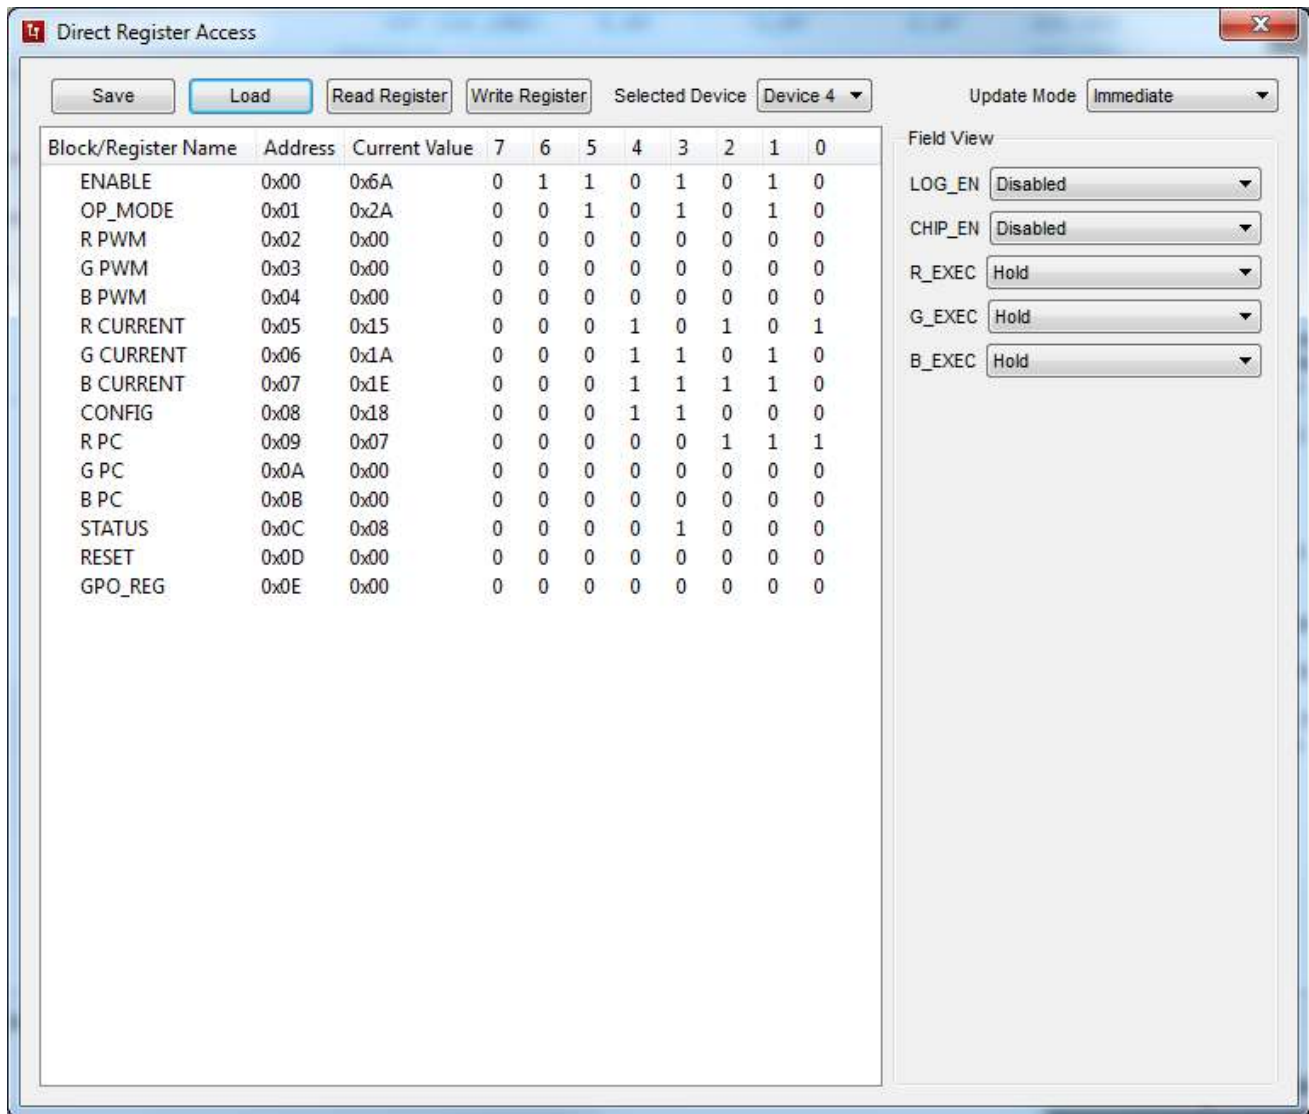 Direct Register Access
Save Load Read Register Write Register Selected Device Device 4 Update Mode Immediate
Block/Register Name Address Current Value 7 6 5 4 3 2 1 0
ENABLE 0x00 0x6A 0 1 1 0 1 0 1 0
OP_MODE 0x01 0x2A 0 0 1 0 1 0 1 0
R PWM 0x02 0x00 0 0 0 0 0 0 0 0
G PWM 0x03 0x00 0 0 0 0 0 0 0 0
B PWM 0x04 0x00 0 0 0 0 0 0 0 0
R CURRENT 0x05 0x15 0 0 0 1 0 1 0 1
G CURRENT 0x06 0x1A 0 0 0 1 1 0 1 0
B CURRENT 0x07 0x1E 0 0 0 1 1 1 1 0
CONFIG 0x08 0x18 0 0 0 1 1 0 0 0
R PC 0x09 0x07 0 0 0 0 0 1 1 1
G PC 0x0A 0x00 0 0 0 0 0 0 0 0
B PC 0x0B 0x00 0 0 0 0 0 0 0 0
STATUS 0x0C 0x08 0 0 0 0 1 0 0 0
RESET 0x0D 0x00 0 0 0 0 0 0 0 0
GPO_REG 0x0E 0x00 0 0 0 0 0 0 0 0
Field View
LOG_EN Disabled
CHIP_EN Disabled
R_EXEC Hold
G_EXEC Hold
B_EXEC Hold